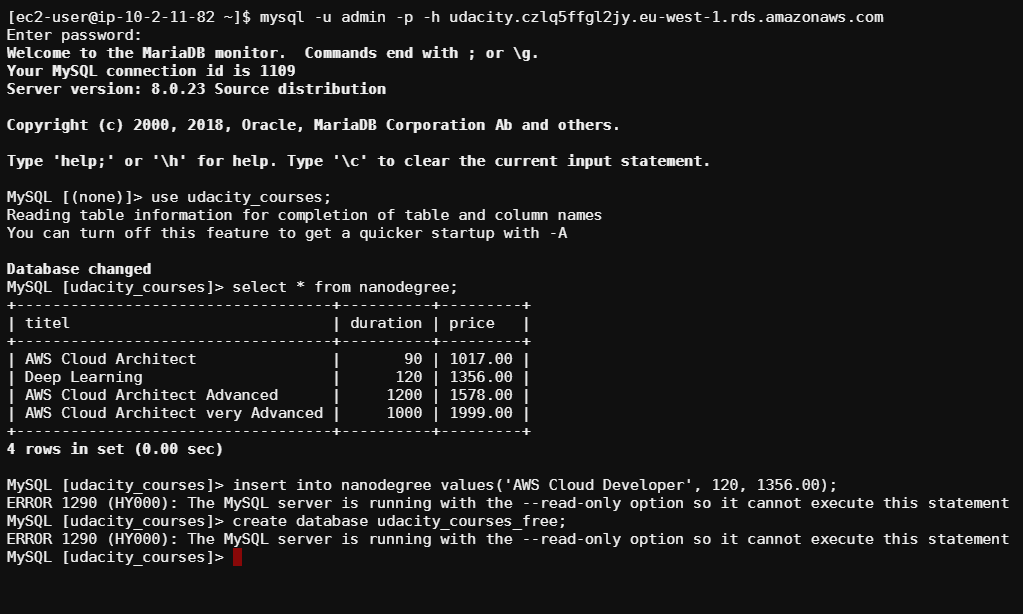 [ec2-user@ip-10-2-11-82 ~]$ mysql -u admin -p -h udacity.czlq5ffgl2jy.eu-west-1.rds.amazonaws.com
Enter password:
Welcome to the MariaDB monitor.  Commands end with ; or \g.
Your MySQL connection id is 1109
Server version: 8.0.23 Source distribution

Copyright (c) 2000, 2018, Oracle, MariaDB Corporation Ab and others.

Type 'help;' or '\h' for help. Type '\c' to clear the current input statement.

MySQL [(none)]> use udacity_courses;
Reading table information for completion of table and column names
You can turn off this feature to get a quicker startup with -A

Database changed
MySQL [udacity_courses]> select * from nanodegree;
+-----------------------------------+----------+---------+
| titel                             | duration | price   |
+-----------------------------------+----------+---------+
| AWS Cloud Architect               |       90 | 1017.00 |
| Deep Learning                     |      120 | 1356.00 |
| AWS Cloud Architect Advanced      |     1200 | 1578.00 |
| AWS Cloud Architect very Advanced |     1000 | 1999.00 |
+-----------------------------------+----------+---------+
4 rows in set (0.00 sec)

MySQL [udacity_courses]> insert into nanodegree values('AWS Cloud Developer', 120, 1356.00);
ERROR 1290 (HY000): The MySQL server is running with the --read-only option so it cannot execute this statement
MySQL [udacity_courses]> create database udacity_courses_free;
ERROR 1290 (HY000): The MySQL server is running with the --read-only option so it cannot execute this statement
MySQL [udacity_courses]>